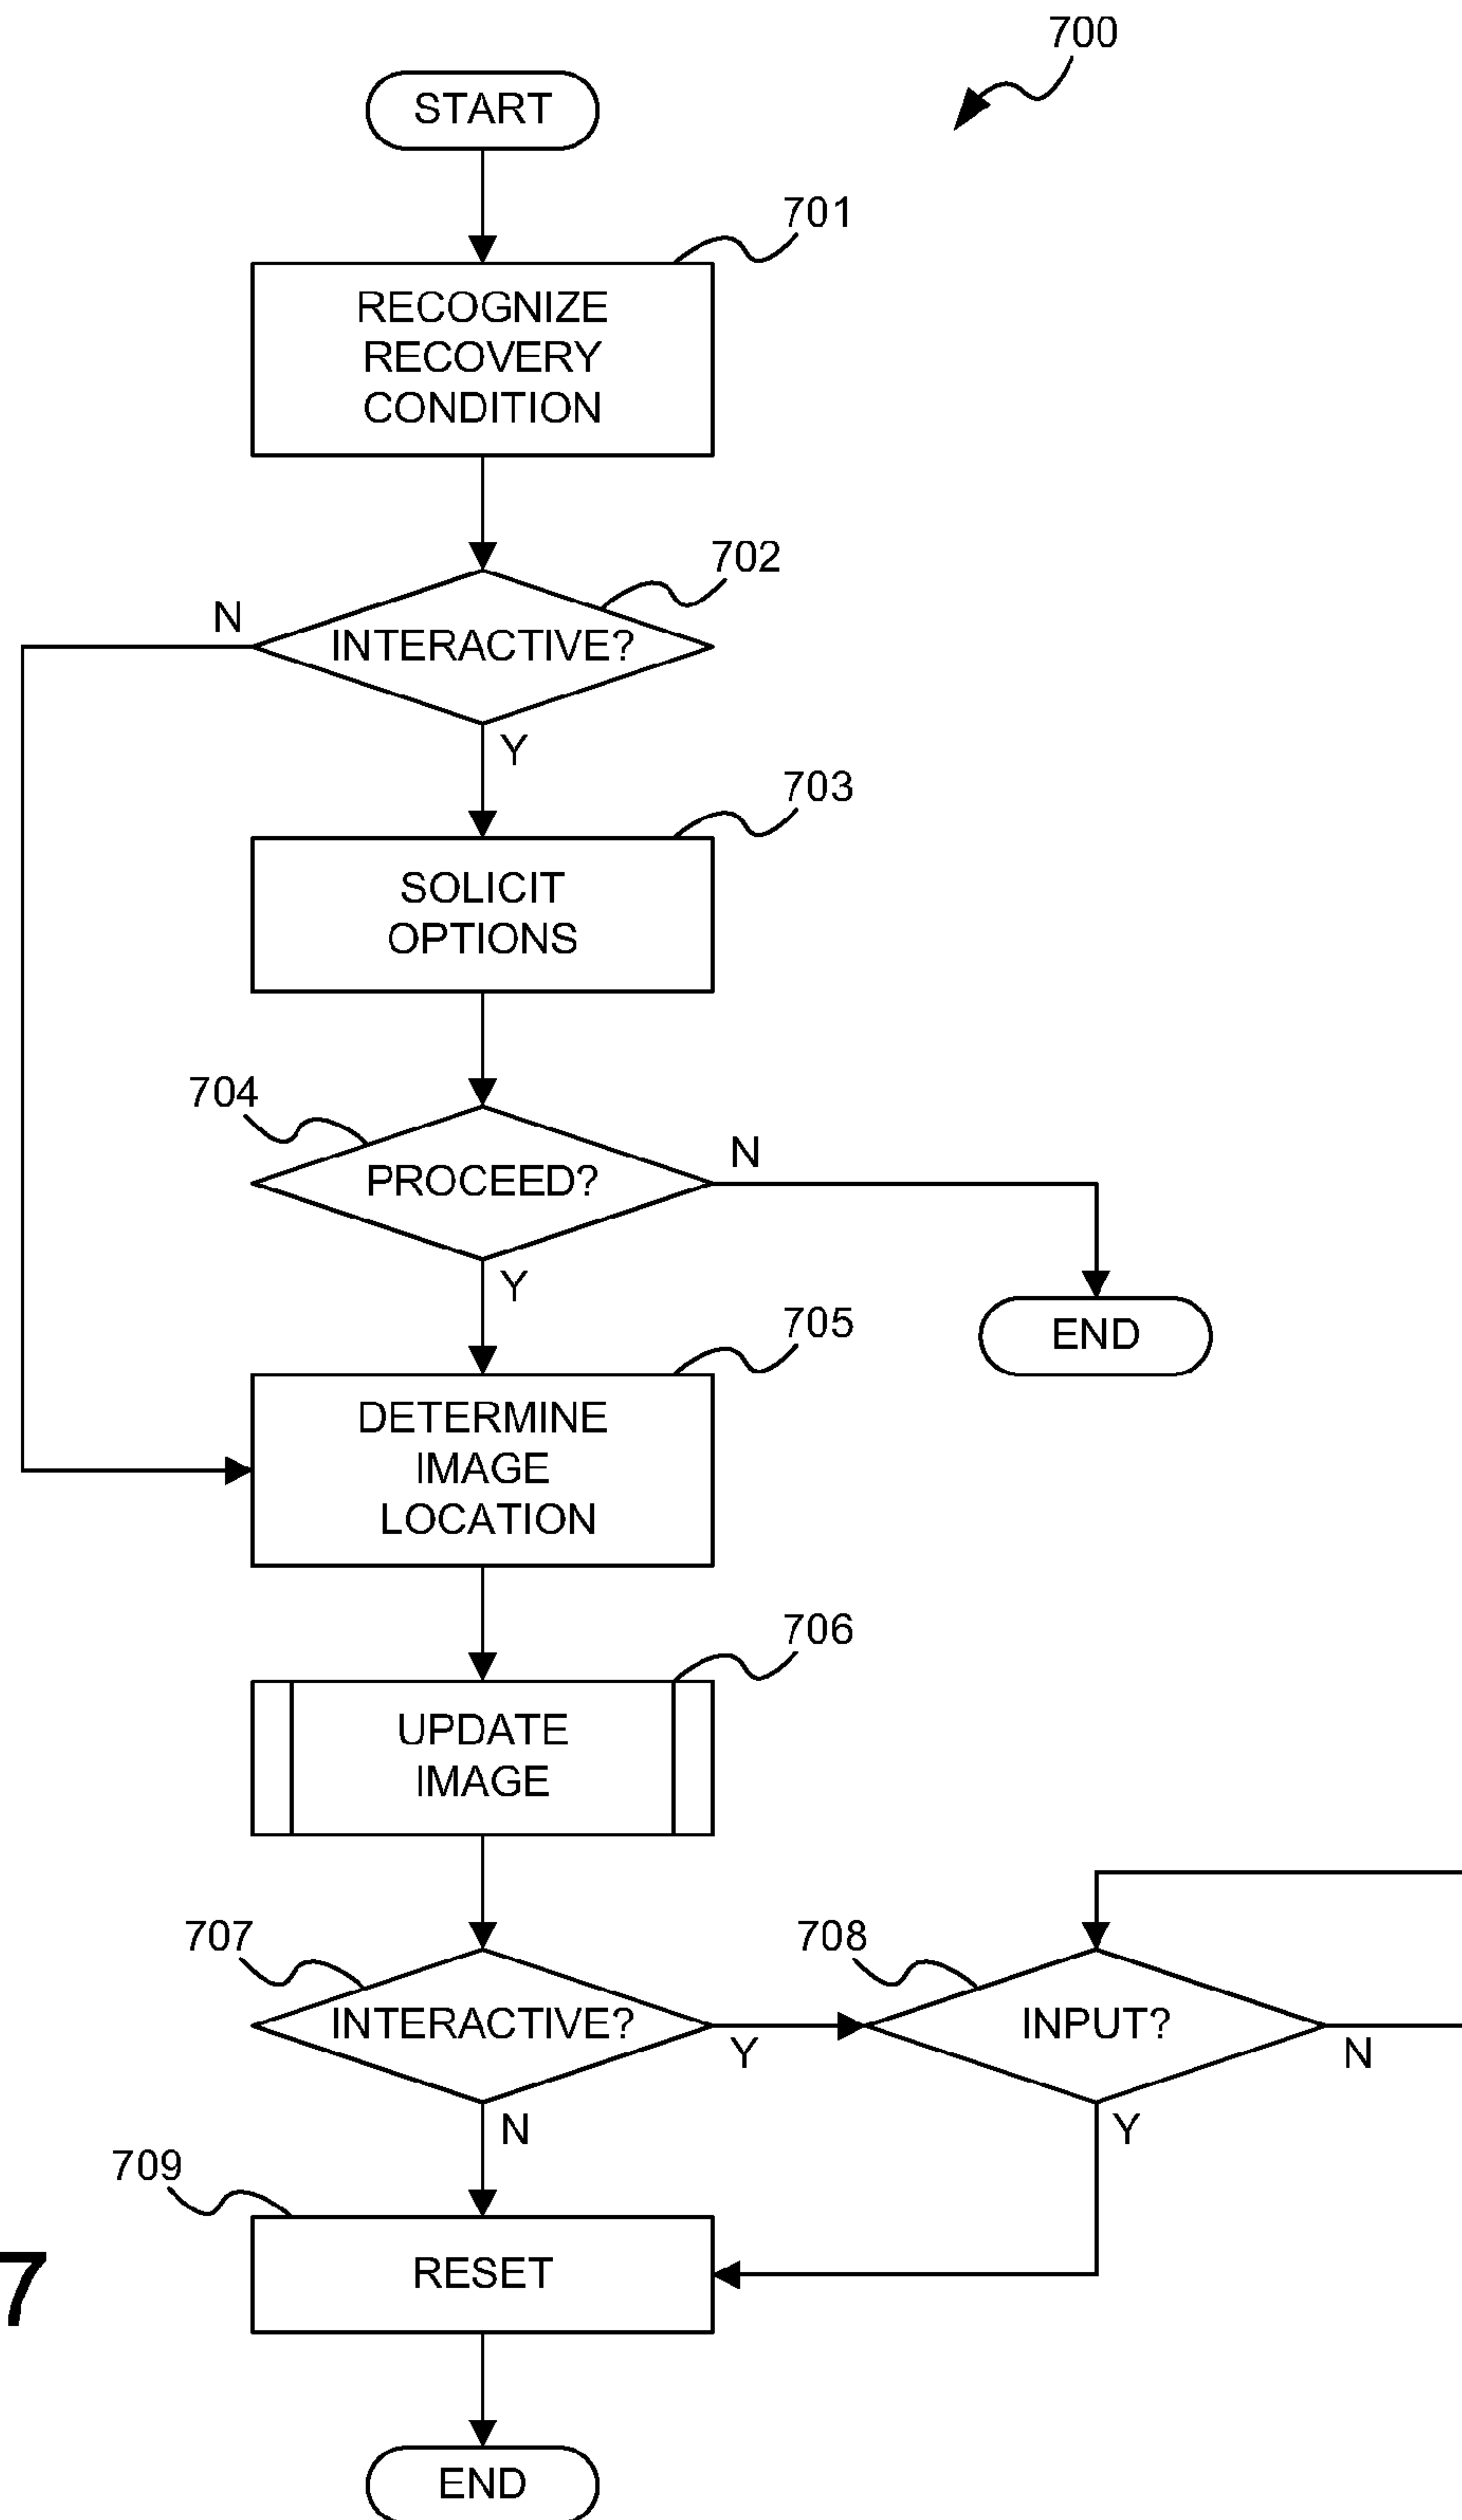 700
START
701
RECOGNIZE
RECOVERY
CONDITION
702
N
INTERACTIVE?
Y
703
SOLICIT
OPTIONS
704
N
PROCEED?
Y
705
END
DETERMINE
IMAGE
LOCATION
706
UPDATE
IMAGE
707
708
INTERACTIVE?
Y
INPUT?
N
N
Y
709
RESET
7
END